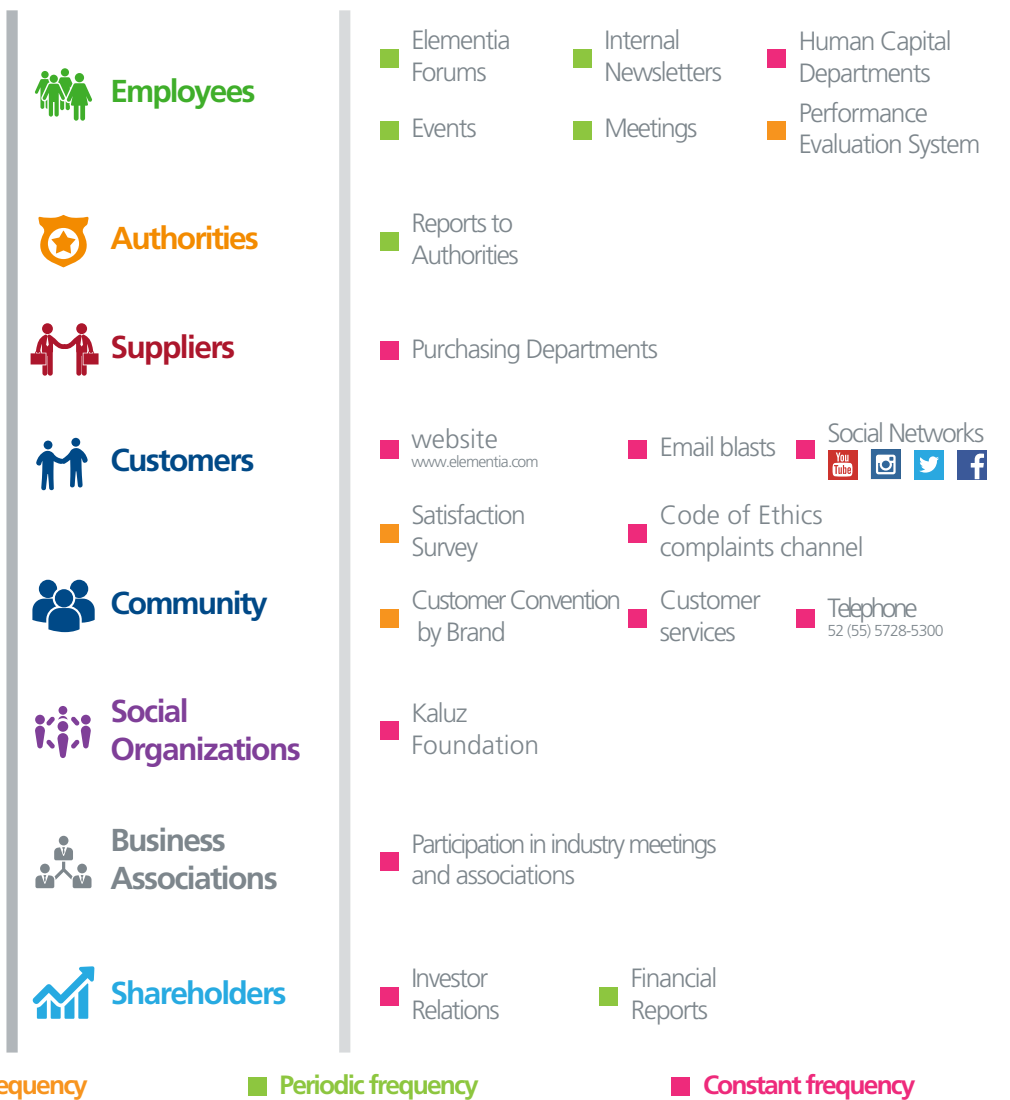 Employees
Elementia
Forums
Internal
Newsletters
Human Capital
Departments
Events
Meetings
Performance
Evaluation System
Authorities
Reports to
Authorities
Suppliers
Purchasing Departments
Customers
website
www.elementia.com
Email blasts
Social Networks
You
Tube
Satisfaction
Survey
Code of Ethics
complaints channel
Community
Customer Convention
by Brand
Customer
services
Telephone
52 (55) 5728-5300
Social
Organizations
Kaluz
Foundation
Business
Associations
Participation in industry meetings
and associations
Shareholders
Investor
Relations
Financial
Reports
equency
Periodic frequency
Constant frequency